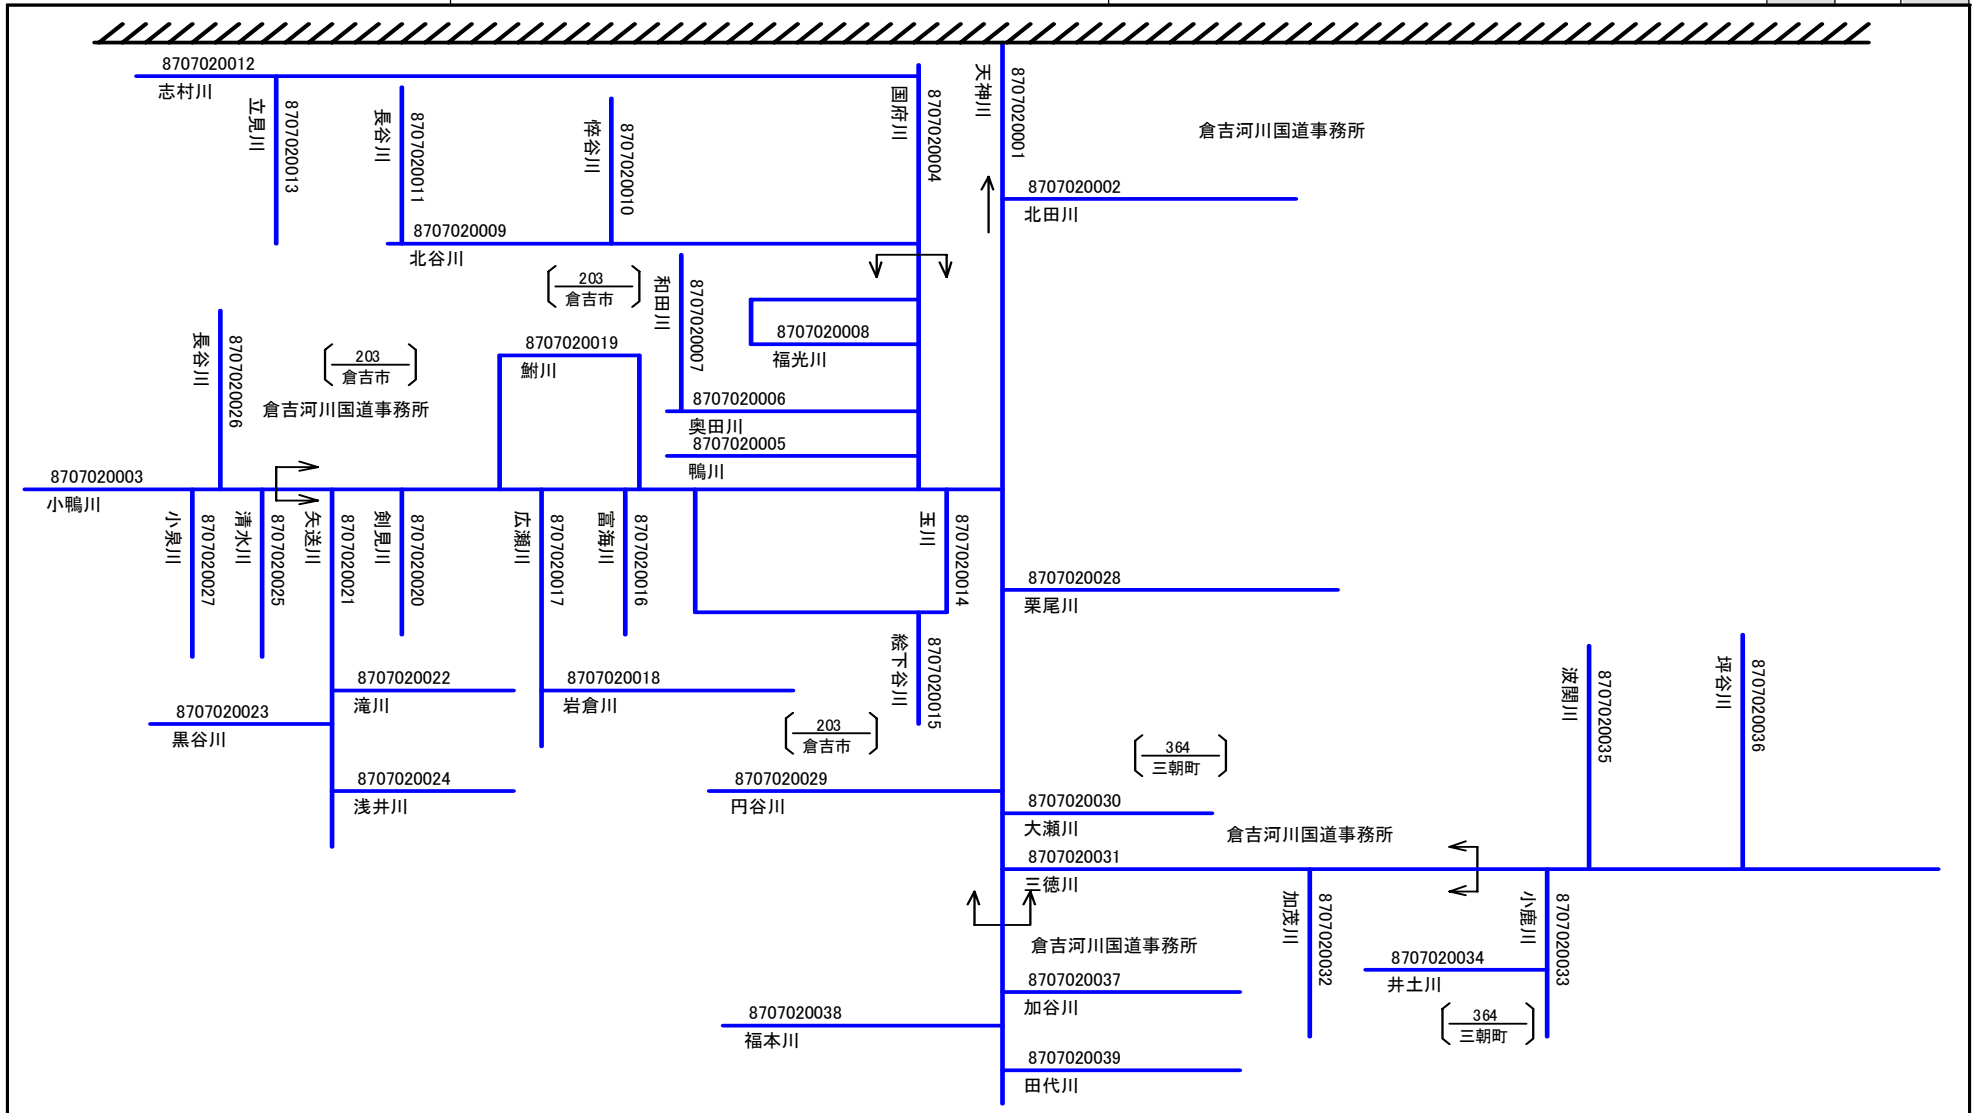 8707020012
志村川
立見川
8707020013
長谷川
8707020011
倅谷川
8707020010
国府川
8707020004
天神川
8707020001
倉吉河川国道事務所
8707020002
北田川
8707020009
北谷川
203
倉吉市
和田川
8707020007
8707020008
福光川
長谷川
8707020026
203
倉吉市
倉吉河川国道事務所
8707020019
鮒川
8707020006
奥田川
8707020005
鴨川
8707020003
小鴨川
小泉川
8707020027
清水川
8707020025
矢送川
8707020021
剣見川
8707020020
広瀬川
8707020017
富海川
8707020016
玉川
8707020014
8707020028
栗尾川
絵下谷川
8707020015
8707020022
滝川
8707020018
岩倉川
8707020023
黒谷川
203
倉吉市
364
三朝町
波関川
8707020035
坪谷川
8707020036
8707020024
浅井川
8707020029
円谷川
8707020030
大瀬川
倉吉河川国道事務所
8707020031
三徳川
加茂川
8707020032
小鹿川
8707020033
倉吉河川国道事務所
8707020034
井土川
8707020037
加谷川
364
三朝町
8707020038
福本川
8707020039
田代川